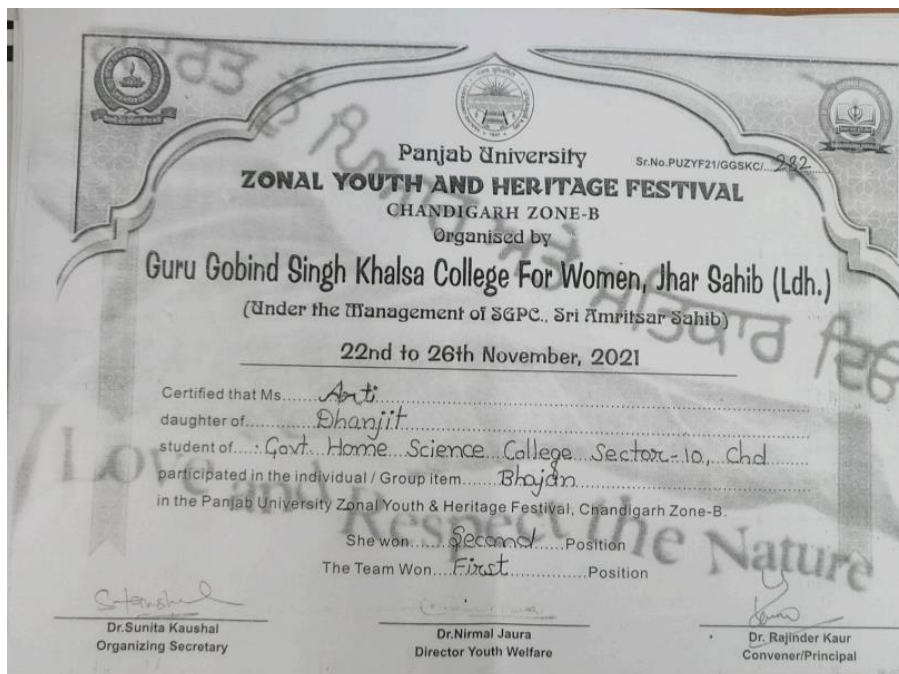 Panjab University
Sr.No.PUZYF21/GGSKC/...282
ZONAL YOUTH AND HERITAGE FESTIVAL
CHANDIGARH ZONE-B
Organised by
Guru Gobind Singh Khalsa College For Women, Jhar Sahib (Ldh.)
(Under the Management of SGPC., Sri Amritsar Sahib)
22nd to 26th November, 2021
Certified that Ms......Arti
daughter of..........Dhanjit
student of....:Govt. Home Science College Sector-10, Chd
participated in the individual / Group item......Bhajan
in the Panjab University Zonal Youth & Heritage Festival, Chandigarh Zone-B.
She won......Second......Position
The Team Won....First..............Position
Respect the Nature
Dr.Sunita Kaushal
Organizing Secretary
Dr.Nirmal Jaura
Director Youth Welfare
Dr. Rajinder Kaur
Convener/Principal